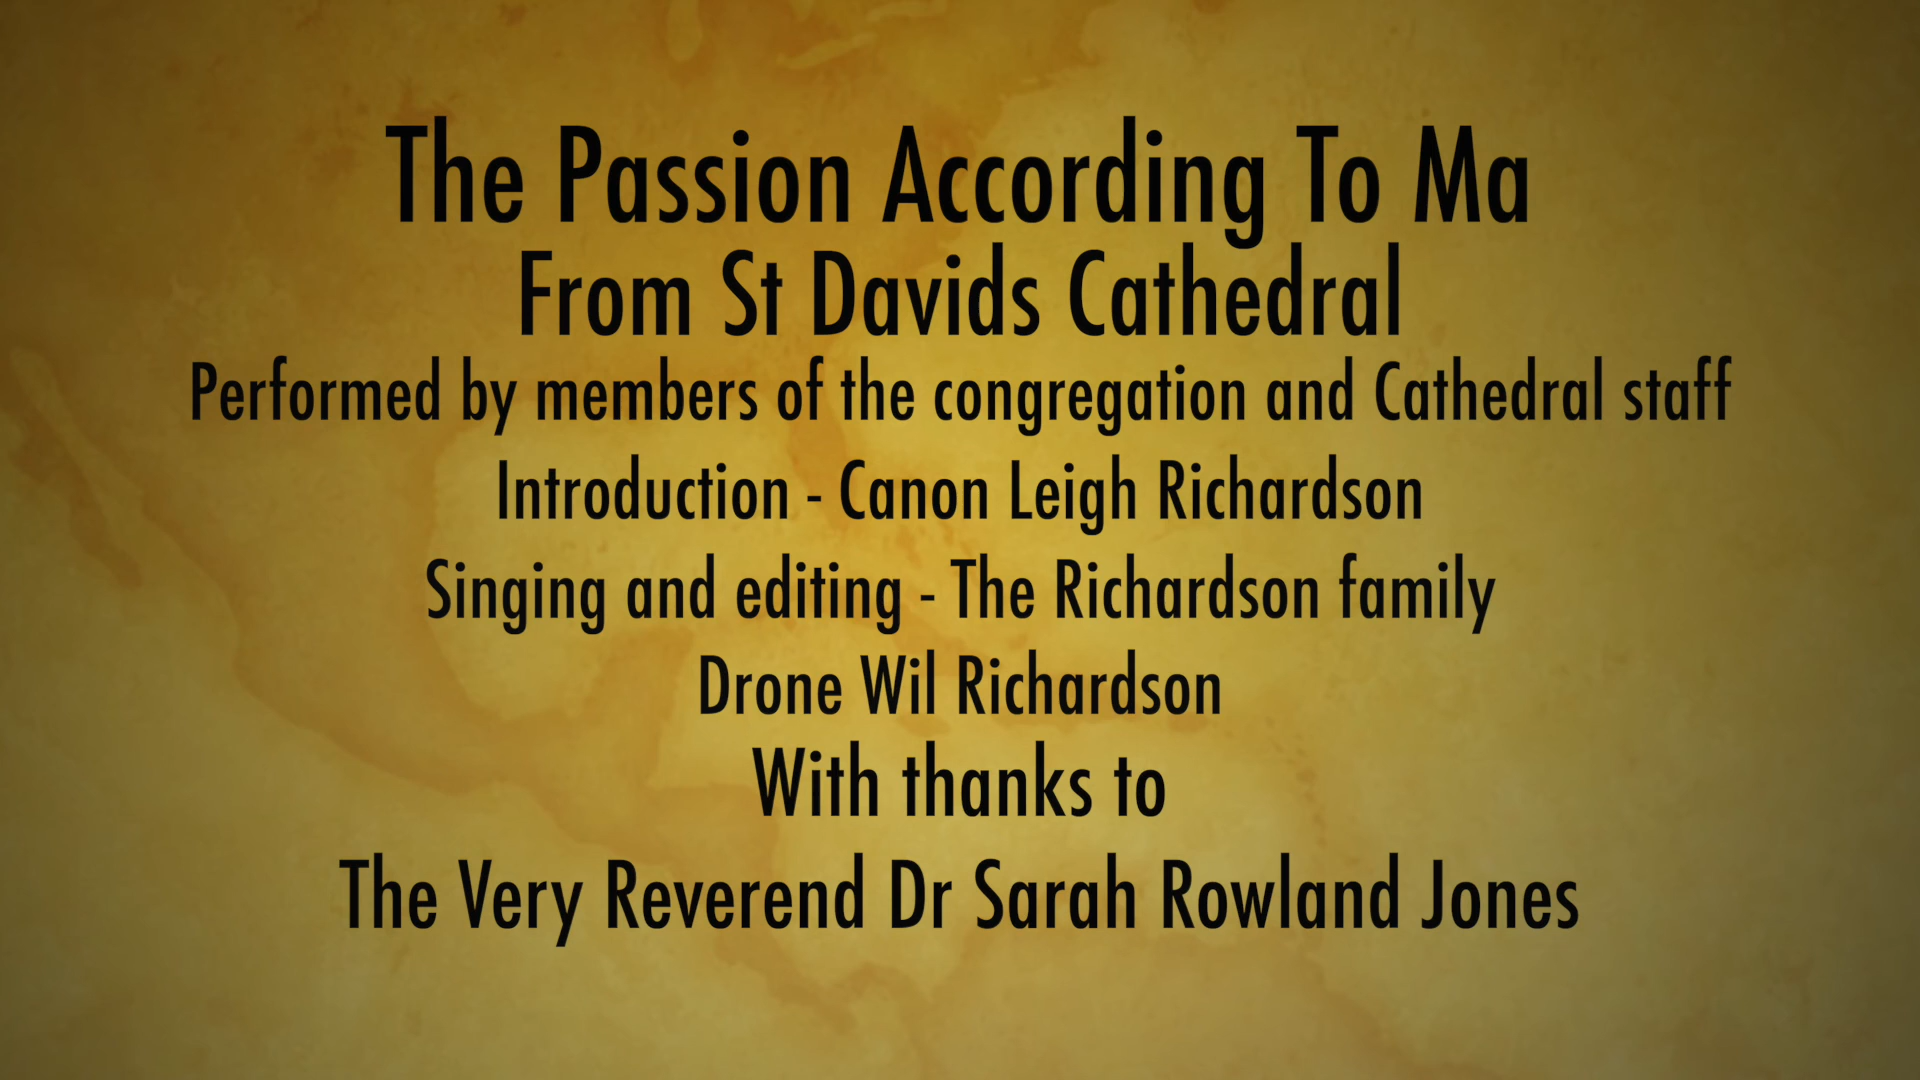 The Passion According To Ma
From St Davids Cathedral
Performed by members of the congregation and Cathedral staff
Introduction - Canon Leigh Richardson
Singing and editing - The Richardson family
Drone Wil Richardson
With thanks to
The Very Reverend Dr Sarah Rowland Jones